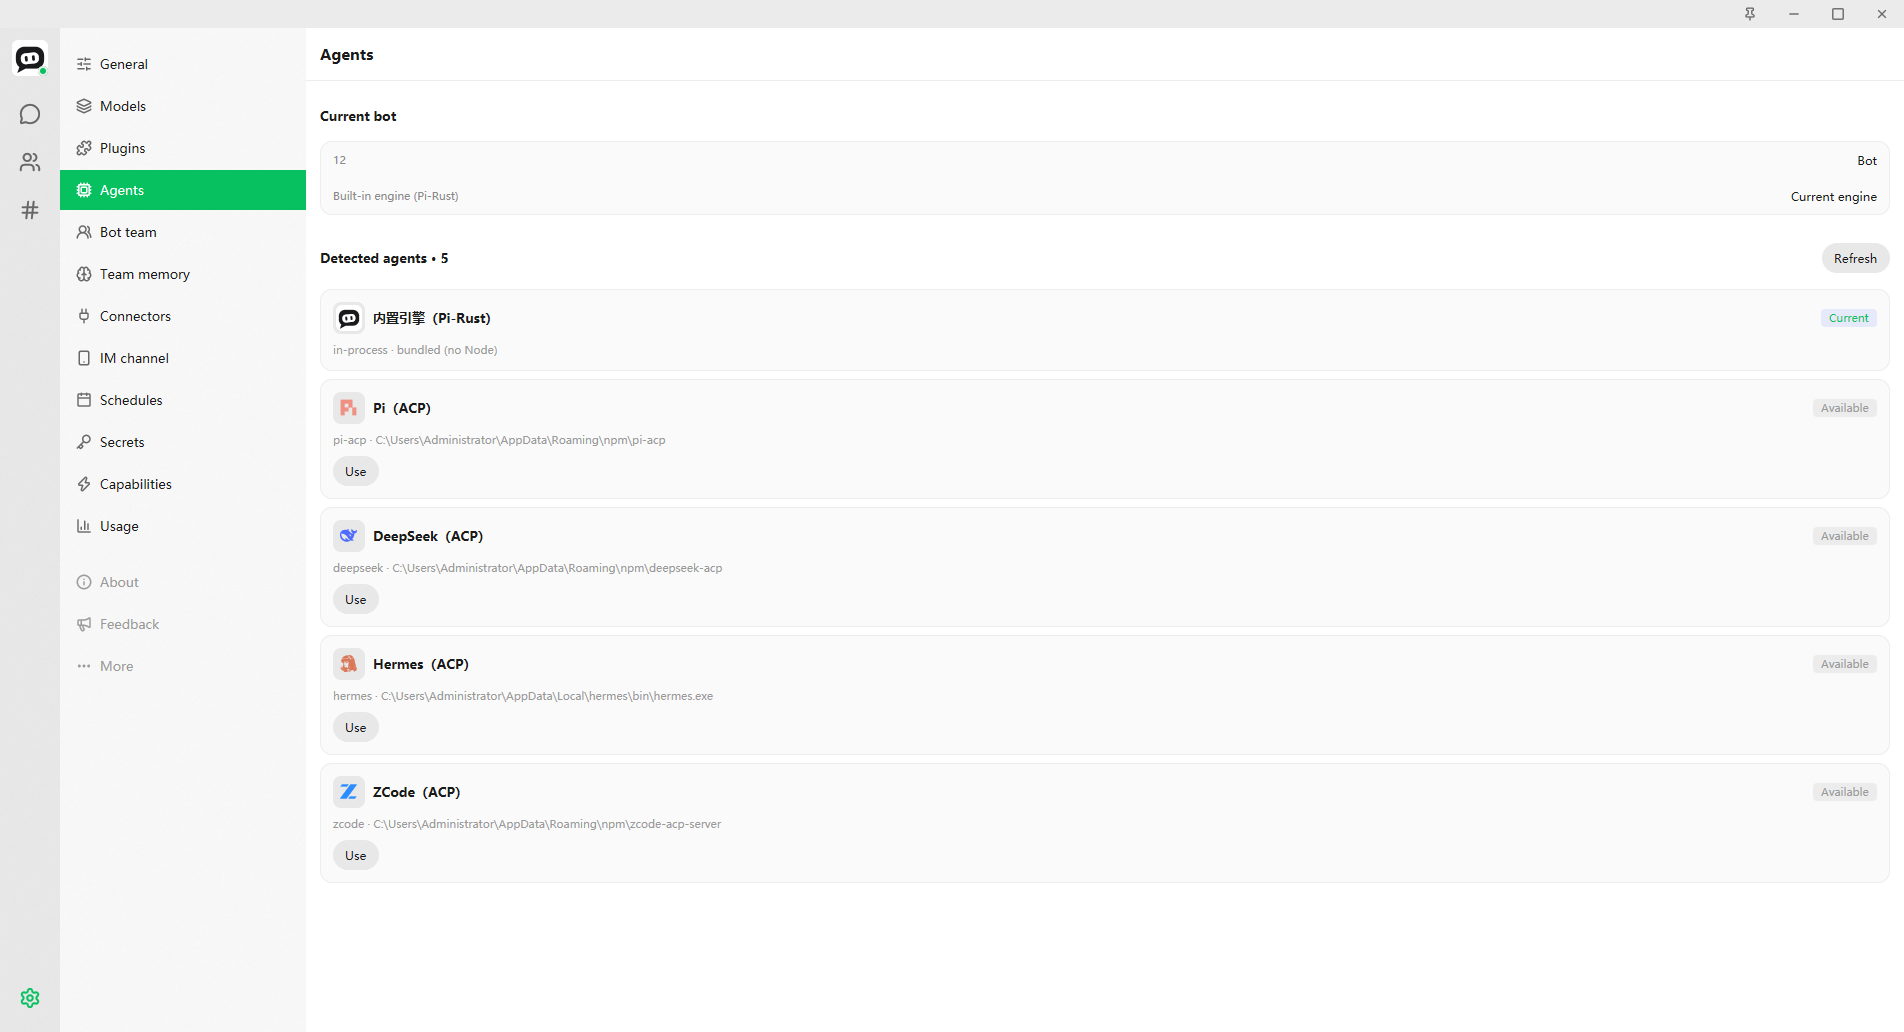 General
Models
Plugins
Agents
Bot team
Team memory
Connectors
IM channel
Schedules
Secrets
Capabilities
Usage
About
Feedback
More
Agents
Current bot
12
Bot
Built-in engine (Pi-Rust)
Current engine
Detected agents • 5
Refresh
内置引擎（Pi-Rust）
Current
in-process · bundled (no Node)
Pi（ACP）
Available
pi-acp · C:\Users\Administrator\AppData\Roaming\npm\pi-acp
Use
DeepSeek（ACP）
Available
deepseek · C:\Users\Administrator\AppData\Roaming\npm\deepseek-acp
Use
Hermes（ACP）
Available
hermes · C:\Users\Administrator\AppData\Local\hermes\bin\hermes.exe
Use
ZCode（ACP）
Available
zcode · C:\Users\Administrator\AppData\Roaming\npm\zcode-acp-server
Use